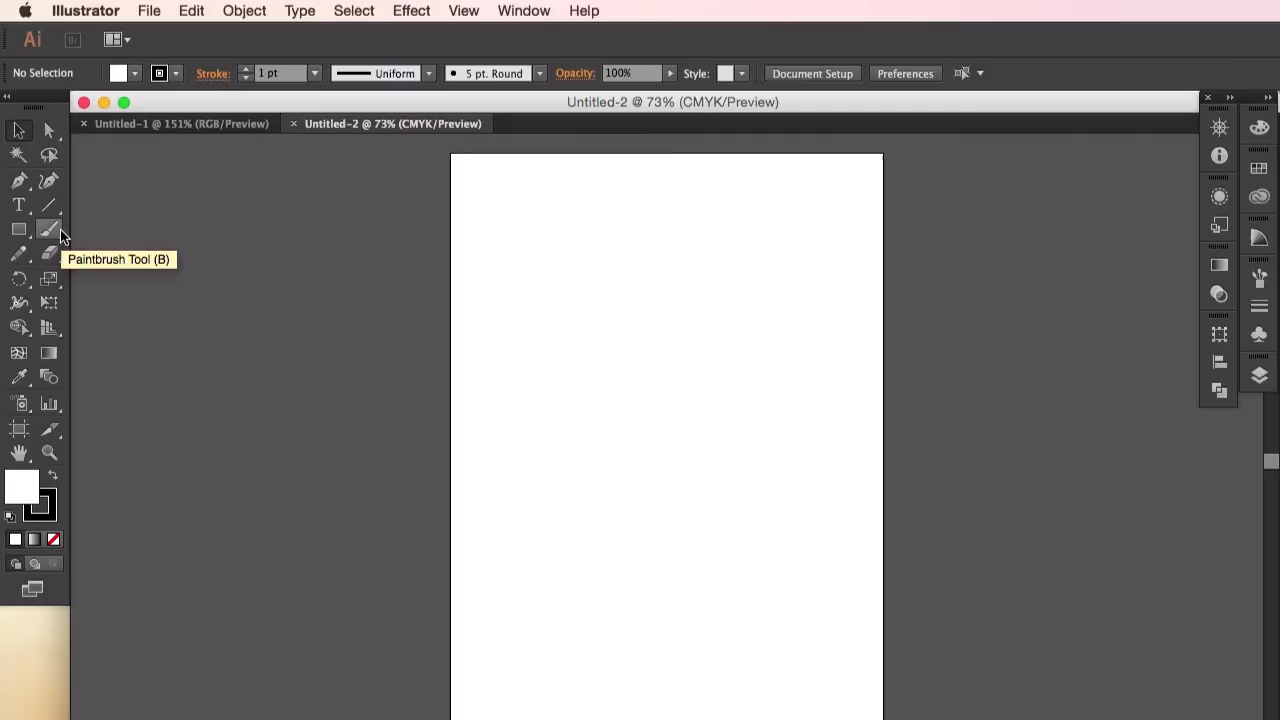 Illustrator File Edit Object Type Select Effect View Window Help
Ai Br
No Selection Stroke: 1 pt Uniform 5 pt. Round Opacity: 100% Style: Document Setup Preferences
Untitled-2 @ 73% (CMYK/Preview)
Untitled-1 @ 151% (RGB/Preview) Untitled-2 @ 73% (CMYK/Preview)
Paintbrush Tool (B)